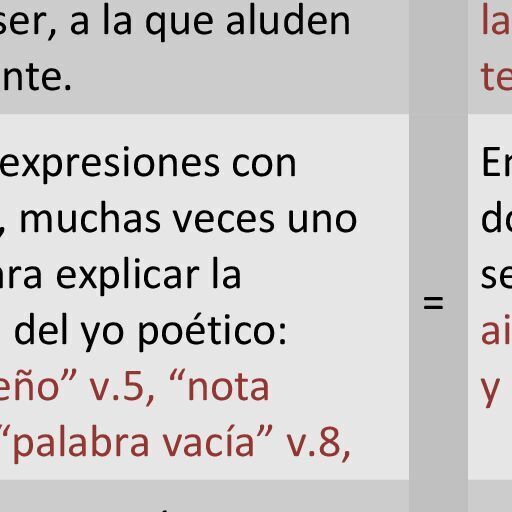 ser, a la que aluden
nte.
expresiones con
, muchas veces uno
ara explicar la
del yo poético:
eño” v.5, “nota
“palabra vacía” v.8,
=
la
te
En
do
se
ai
y